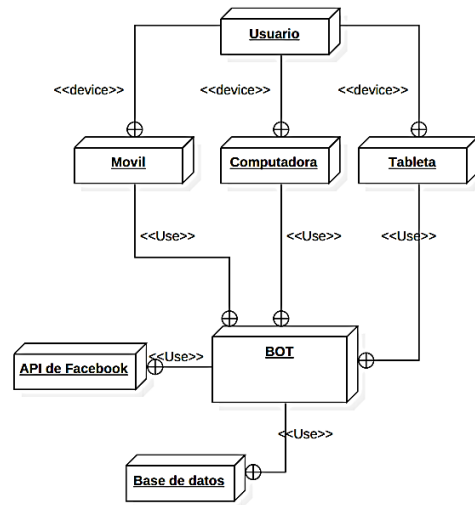 Usuario
<<device>>
<<device>>
<<device>>
Movil
Computadora
Tableta
<<Use>>
<<Use>>
<<Use>>
BOT
<<Use>>
API de Facebook
<<Use>>
Base de datos